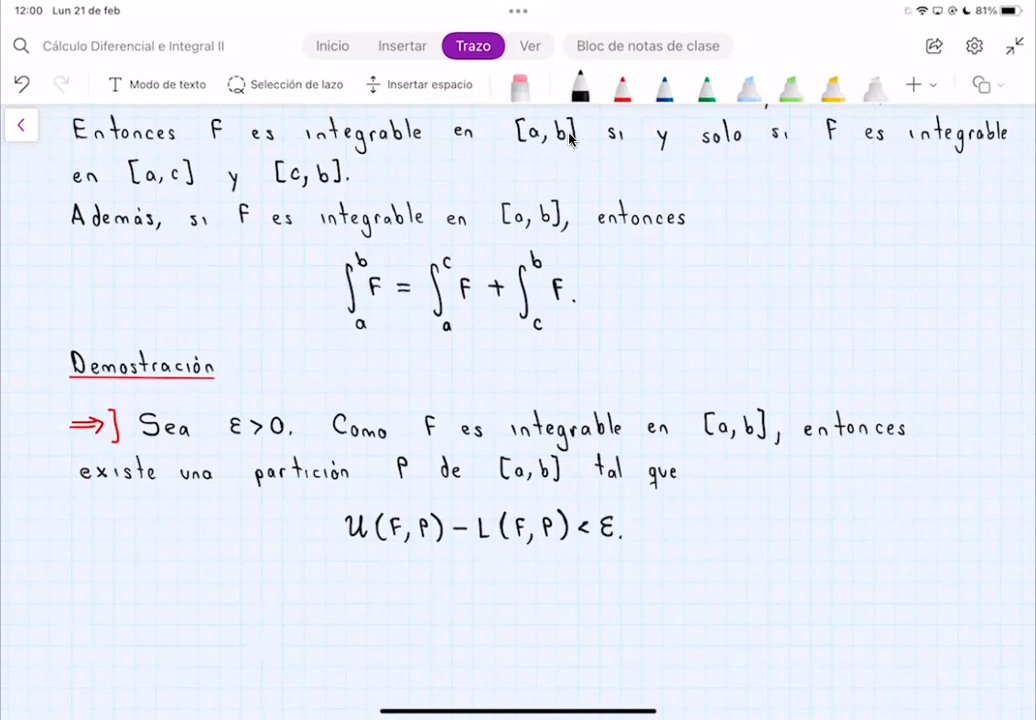 12:00 Lun 21 de feb
81%
Cálculo Diferencial e Integral II Inicio Insertar Trazo Ver Bloc de notas de clase
Modo de texto Selección de lazo Insertar espacio
Entonces f es integrable en [a, b] si y solo si f es integrable
en [a, c] y [c, b].
Además, si f es integrable en [a, b], entonces
∫_a^b f = ∫_a^c f + ∫_c^b f.
Demostración
⇒] Sea ε > 0. Como f es integrable en [a, b], entonces
existe una partición P de [a, b] tal que
U(f, P) − L(f, P) < ε.